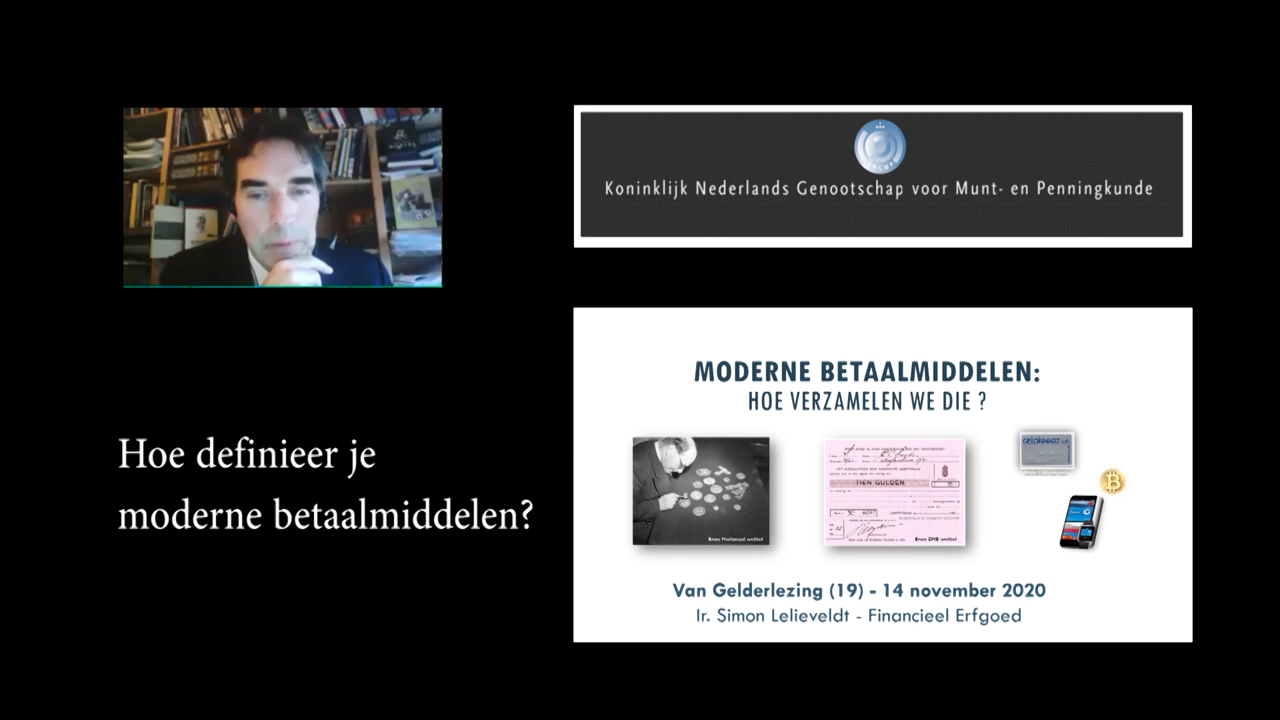 Koninklijk Nederlands Genootschap voor Munt- en Penningkunde
MODERNE BETAALMIDDELEN:
HOE VERZAMELEN WE DIE ?
TIEN GULDEN
Van Gelderlezing (19) - 14 november 2020
Ir. Simon Lelieveldt - Financieel Erfgoed
Hoe definieer je
moderne betaalmiddelen?